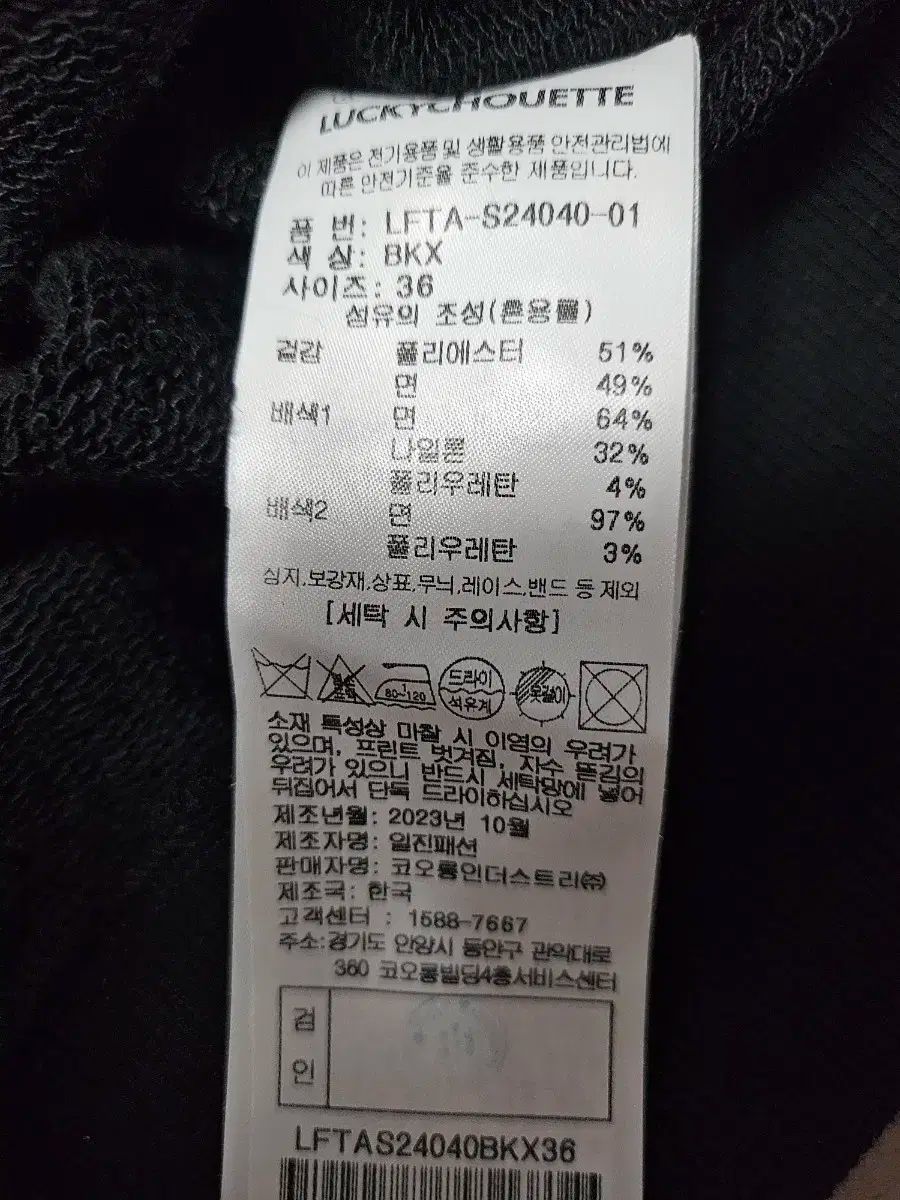 LUCKYCHOUETTE
이 제품은 전기용품 및 생활용품 안전관리법에
따른 안전기준을 준수한 제품입니다.
품 번: LFTA-S24040-01
색 상: BKX
사이즈: 36
섬유의 조성(혼용률)
겉감 폴리에스터 51%
면 49%
배색1 면 64%
나일론 32%
폴리우레탄 4%
배색2 면 97%
폴리우레탄 3%
심지,보강재,상표,무늬,레이스,밴드 등 제외
[세탁 시 주의사항]
염소 표백 80~120 드라이 석유계 옷걸이
소재 특성상 마찰 시 이염의 우려가
있으며, 프린트 벗겨짐, 자수 뜯김의
우려가 있으니 반드시 세탁망에 넣어
뒤집어서 단독 드라이하십시오
제조년월: 2023년 10월
제조자명: 일진패션
판매자명: 코오롱인더스트리㈜
제조국: 한국
고객센터 : 1588-7667
주소:경기도 안양시 동안구 관악대로
360 코오롱빌딩4층서비스센터
검
인
LFTAS24040BKX36